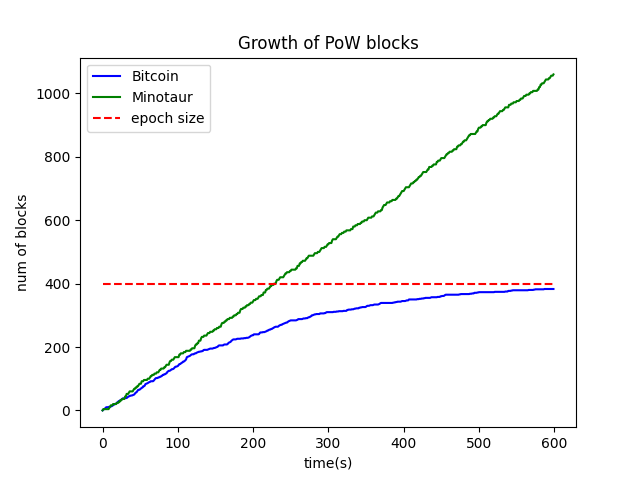 Growth of PoW blocks
Bitcoin
Minotaur
epoch size
num of blocks
1000
800
600
400
200
0
0 100 200 300 400 500 600
time(s)